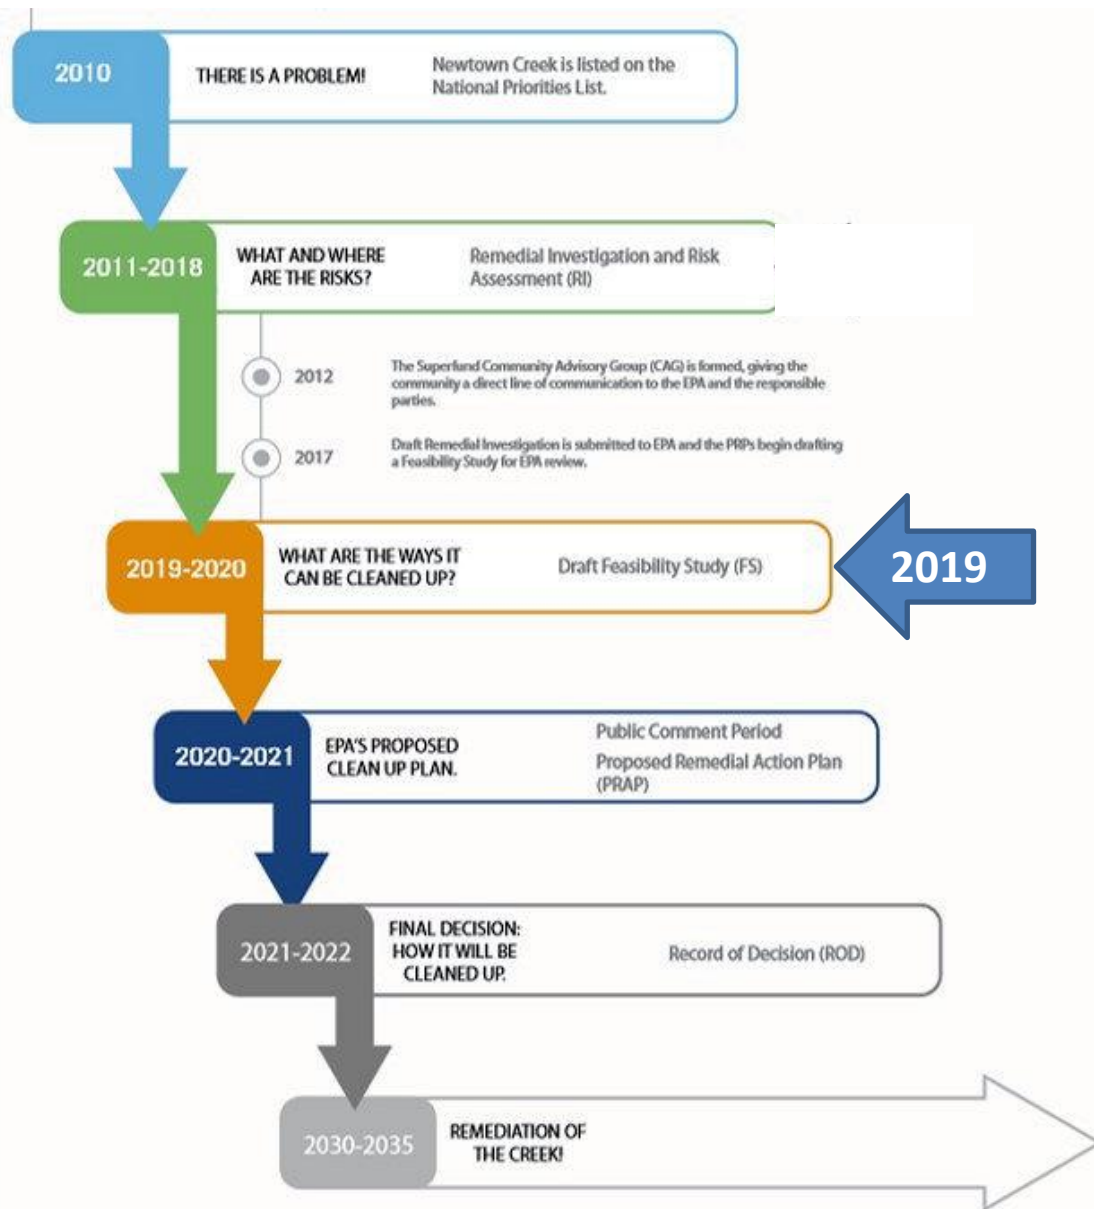 2010
THERE IS A PROBLEM!
Newtown Creek is listed on the
National Priorities List.
2011-2018
WHAT AND WHERE
ARE THE RISKS?
Remedial Investigation and Risk
Assessment (RI)
2012
The Superfund Community Advisory Group (CAG) is formed, giving the
community a direct line of communication to the EPA and the responsible
parties.
2017
Draft Remedial Investigation is submitted to EPA and the PRPs begin drafting
a Feasibility Study for EPA review.
2019-2020
WHAT ARE THE WAYS IT
CAN BE CLEANED UP?
Draft Feasibility Study (FS)
2019
2020-2021
EPA'S PROPOSED
CLEAN UP PLAN.
Public Comment Period
Proposed Remedial Action Plan
(PRAP)
2021-2022
FINAL DECISION:
HOW IT WILL BE
CLEANED UP.
Record of Decision (ROD)
2030-2035
REMEDIATION OF
THE CREEK!